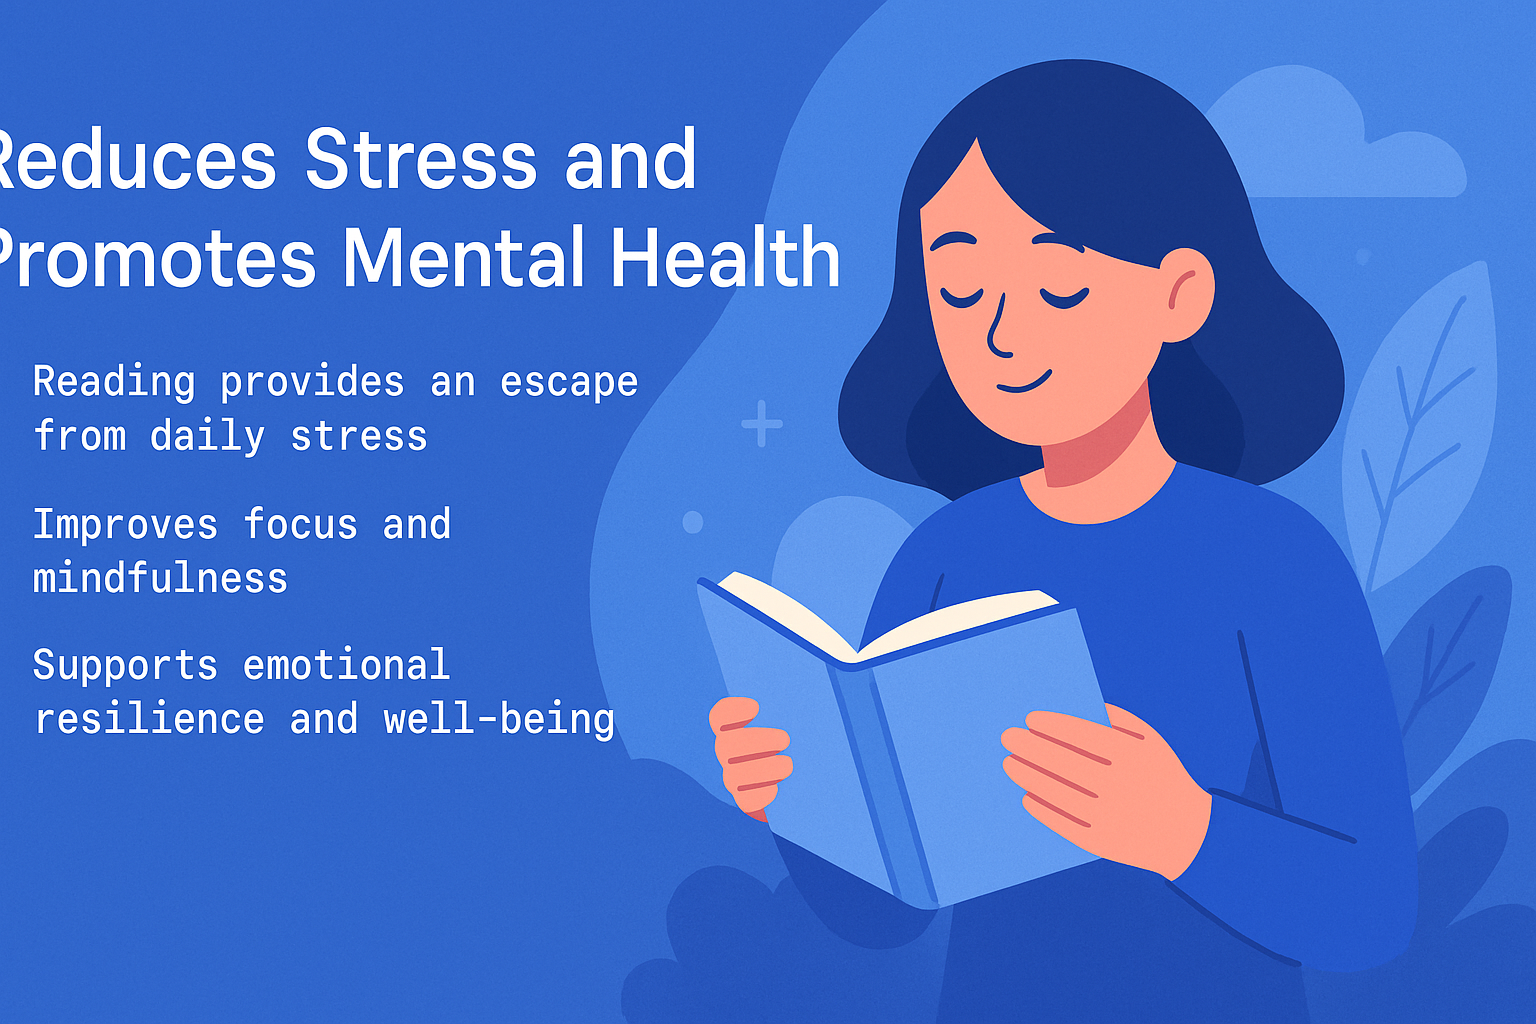 Reduces Stress and
Promotes Mental Health
Reading provides an escape
from daily stress
Improves focus and
mindfulness
Supports emotional
resilience and well-being